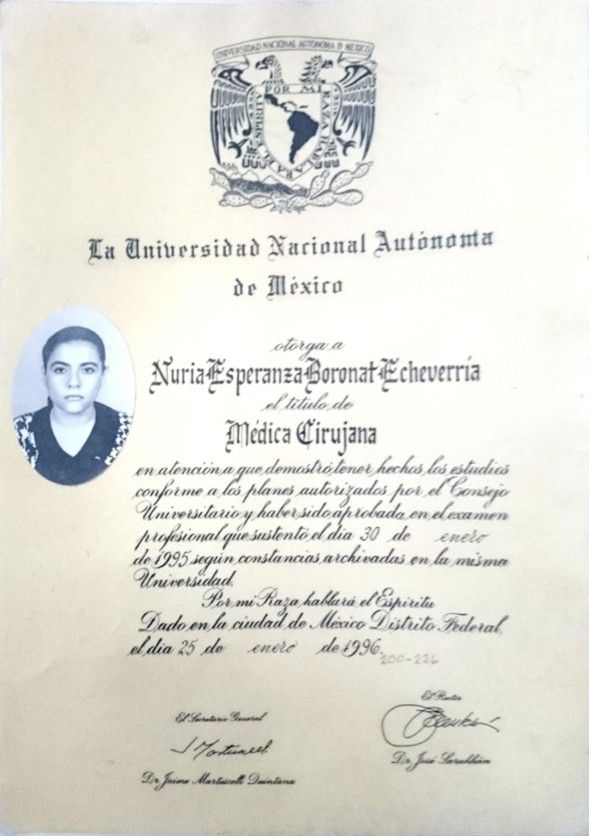 UNIVERSIDAD NACIONAL AUTONOMA D MEXICO
POR MI RAZA HABLARA EL ESPIRITU
La Universidad Nacional Autónoma
de México
otorga a
Nuria Esperanza Boronat Echeverría
el título de
Médica Cirujana
en atención a que demostró tener hechos los estudios
conforme a los planes autorizados por el Consejo
Universitario y haber sido aprobada en el examen
profesional que sustentó el día 30 de enero
de 1995 según constancias archivadas en la misma
Universidad.
Por mi Raza hablará el Espíritu
Dado en la ciudad de México Distrito Federal,
el día 25 de enero de 1996.
200-226
El Secretario General
El Rector
Dr. Jaime Martuscelli Quintana
Dr. José Sarukhán